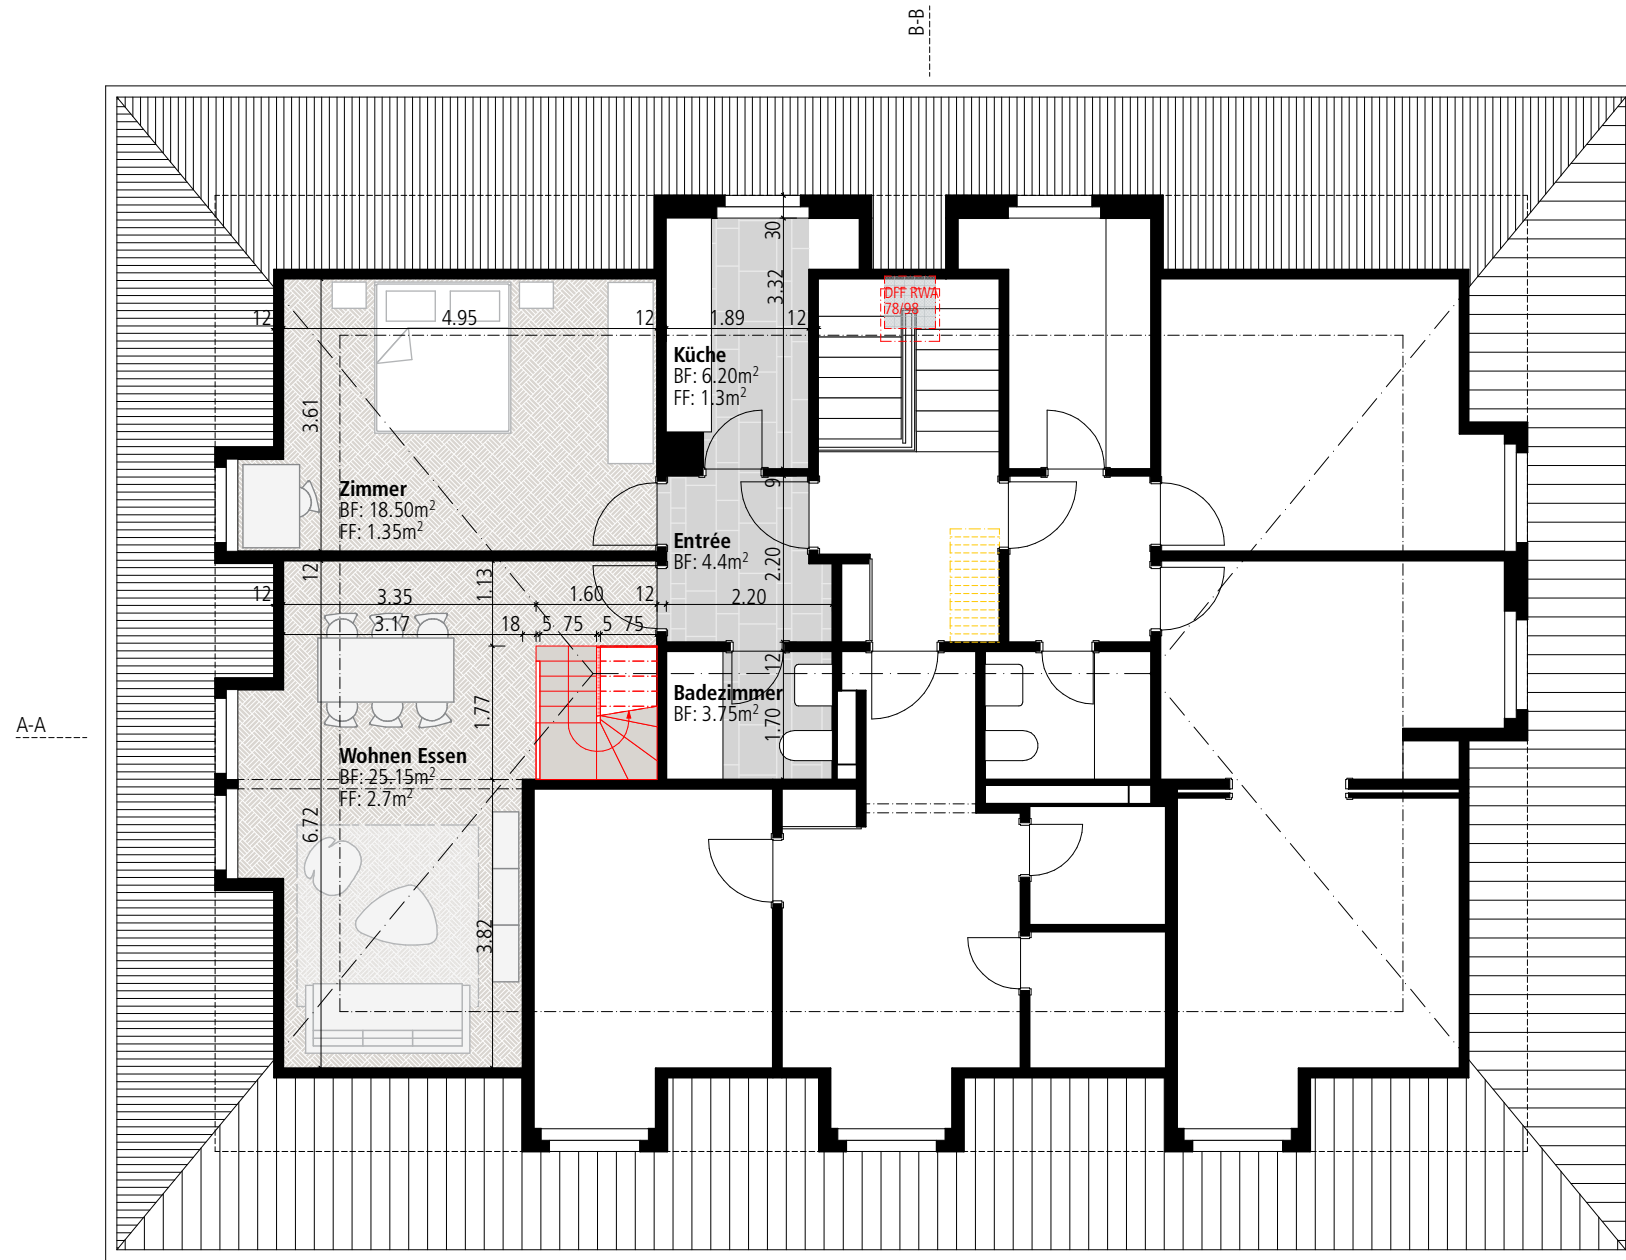 B-B
30
3.32
DFF RWA
78/98
12
4.95
12
1.89
12
Küche
BF: 6.20m²
FF: 1.3m²
3.61
Zimmer
BF: 18.50m²
FF: 1.35m²
9
Entrée
BF: 4.4m²
2.20
12
1.13
12
3.35
1.60
12
2.20
3.17
18
5
75
5
75
12
Badezimmer
BF: 3.75m²
1.70
1.77
A-A
Wohnen Essen
BF: 25.15m²
FF: 2.7m²
6.72
3.82